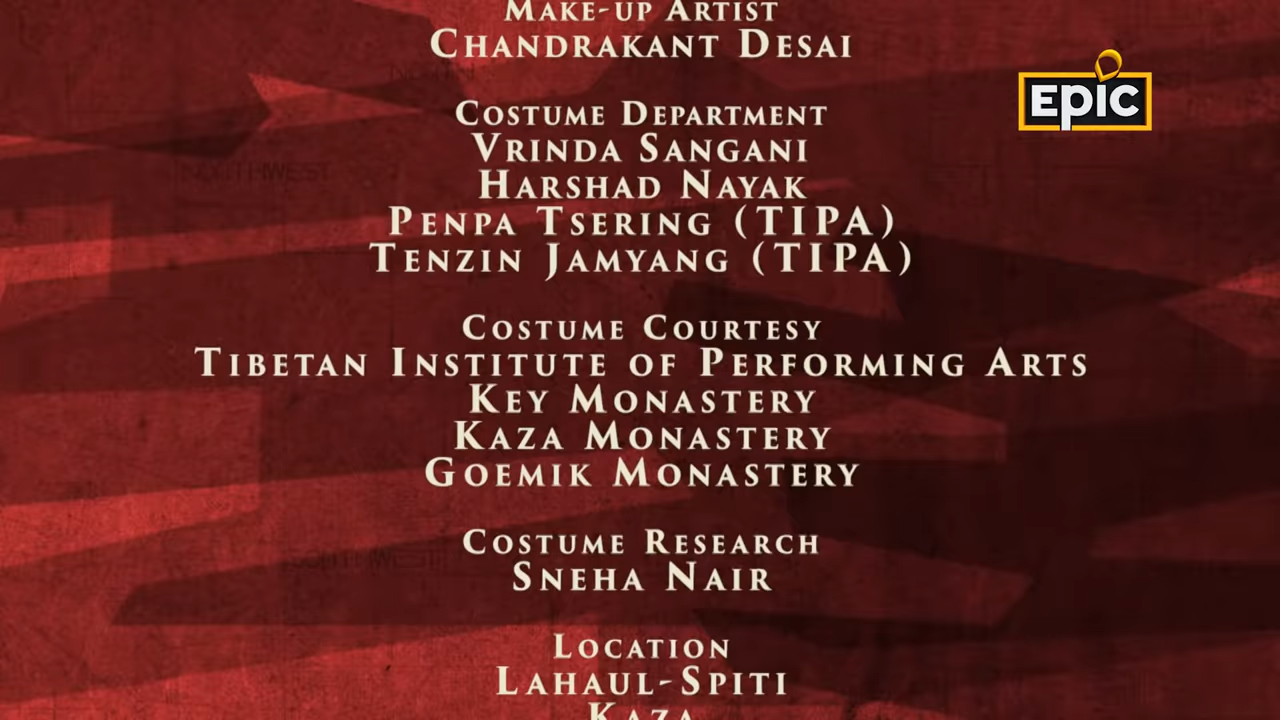 MAKE-UP ARTIST
CHANDRAKANT DESAI
EPIC
COSTUME DEPARTMENT
VRINDA SANGANI
HARSHAD NAYAK
PENPA TSERING (TIPA)
TENZIN JAMYANG (TIPA)
COSTUME COURTESY
TIBETAN INSTITUTE OF PERFORMING ARTS
KEY MONASTERY
KAZA MONASTERY
GOEMIK MONASTERY
COSTUME RESEARCH
SNEHA NAIR
LOCATION
LAHAUL-SPITI
KAZA